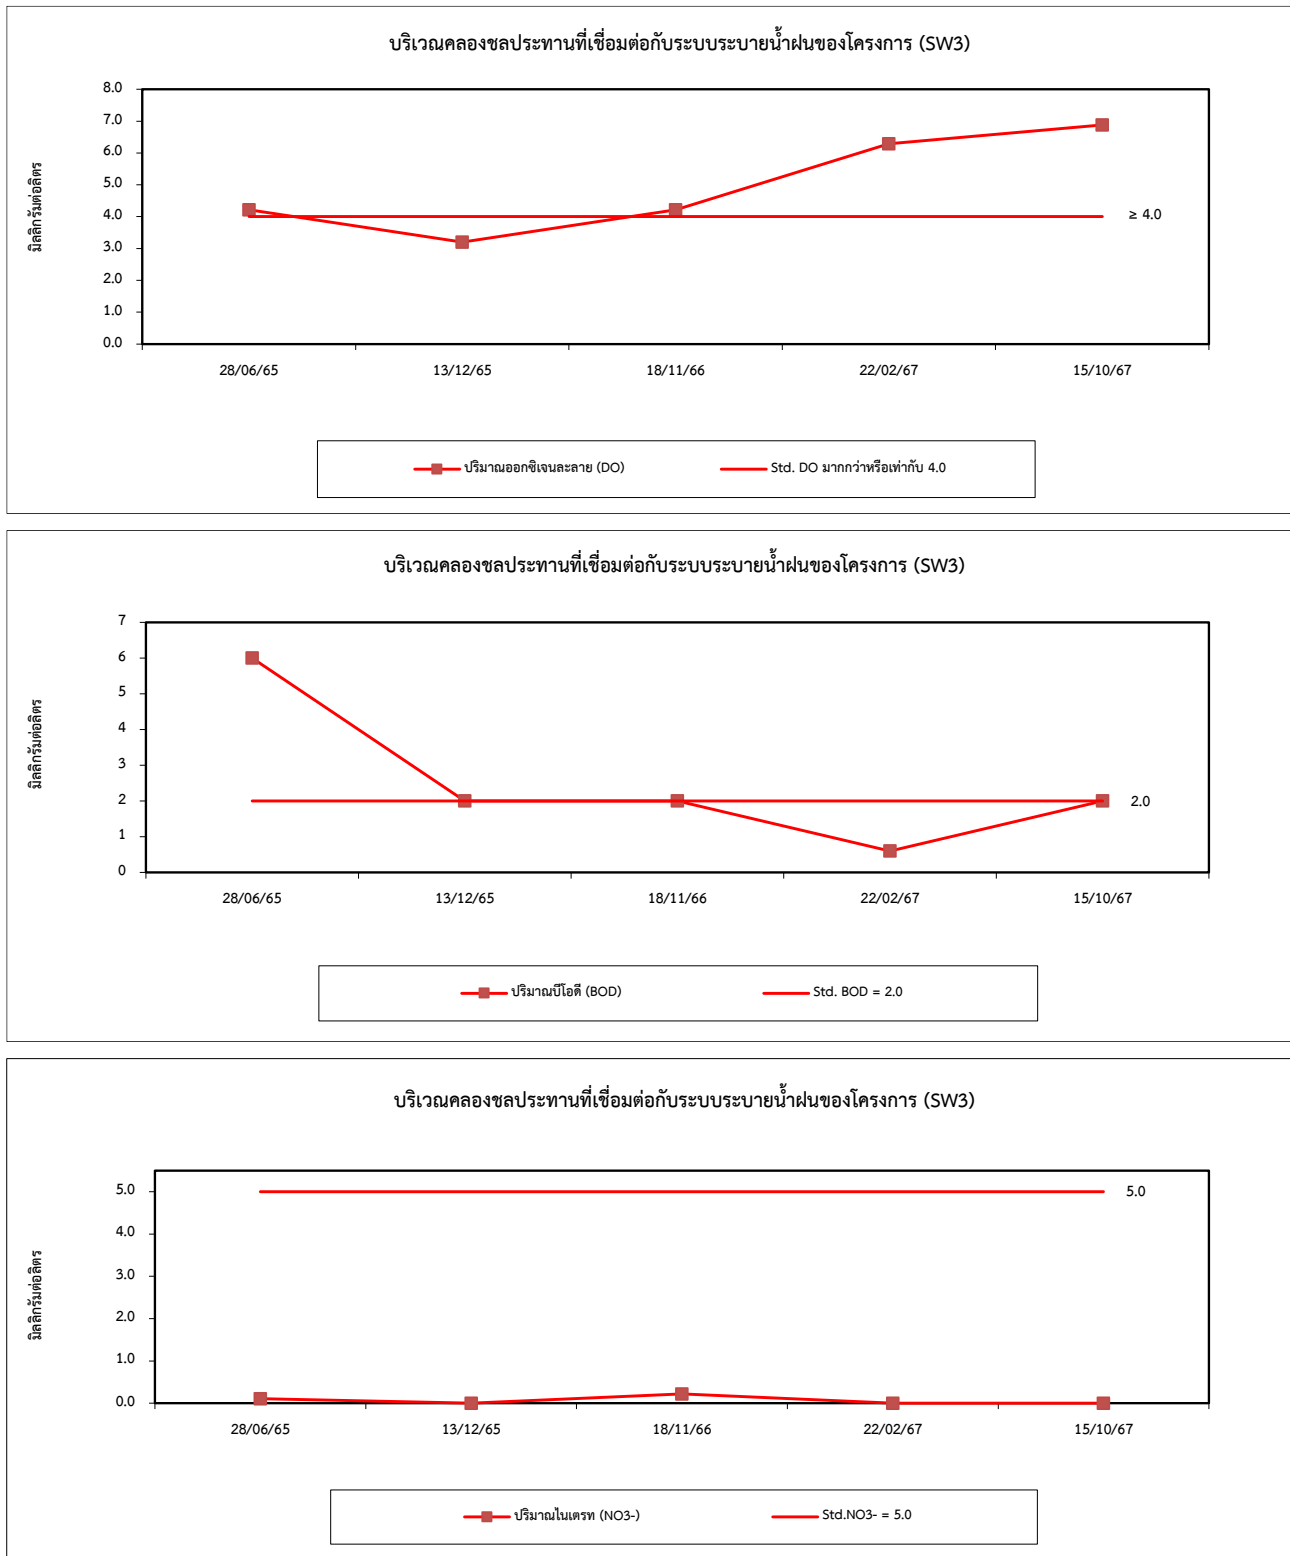 บริเวณคลองชลประทานที่เชื่อมต่อกับระบบระบายน้ำฝนของโครงการ (SW3)
มิลลิกรัมต่อลิตร
8.0
7.0
6.0
5.0
4.0
3.0
2.0
1.0
0.0
≥ 4.0
28/06/65 13/12/65 18/11/66 22/02/67 15/10/67
ปริมาณออกซิเจนละลาย (DO) Std. DO มากกว่าหรือเท่ากับ 4.0
บริเวณคลองชลประทานที่เชื่อมต่อกับระบบระบายน้ำฝนของโครงการ (SW3)
มิลลิกรัมต่อลิตร
7
6
5
4
3
2
1
0
2.0
28/06/65 13/12/65 18/11/66 22/02/67 15/10/67
ปริมาณบีโอดี (BOD) Std. BOD = 2.0
บริเวณคลองชลประทานที่เชื่อมต่อกับระบบระบายน้ำฝนของโครงการ (SW3)
มิลลิกรัมต่อลิตร
5.0
4.0
3.0
2.0
1.0
0.0
5.0
28/06/65 13/12/65 18/11/66 22/02/67 15/10/67
ปริมาณไนเตรท (NO3-) Std.NO3- = 5.0